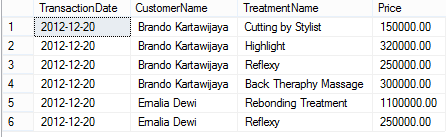 TransactionDate CustomerName TreatmentName Price
1 2012-12-20 Brando Kartawijaya Cutting by Stylist 150000.00
2 2012-12-20 Brando Kartawijaya Highlight 320000.00
3 2012-12-20 Brando Kartawijaya Reflexy 250000.00
4 2012-12-20 Brando Kartawijaya Back Theraphy Massage 300000.00
5 2012-12-20 Emalia Dewi Rebonding Treatment 1100000.00
6 2012-12-20 Emalia Dewi Reflexy 250000.00